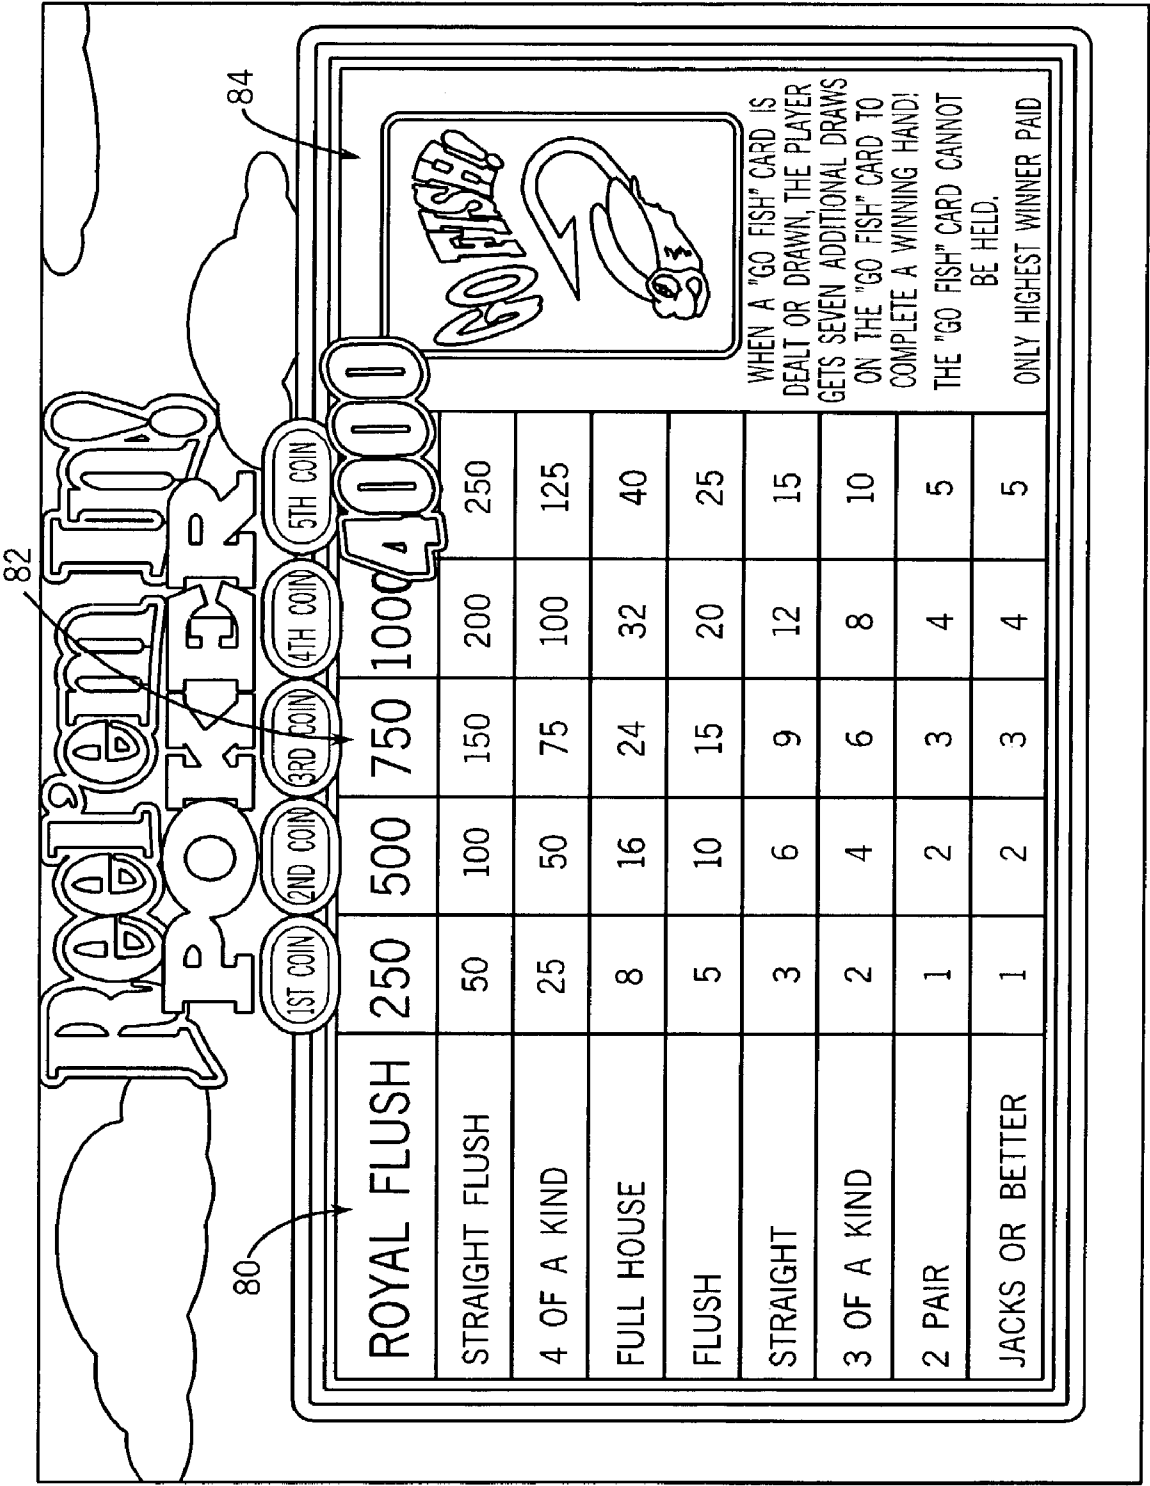 Reel'em In!
POKER
82
84
80
1ST COIN 2ND COIN 3RD COIN 4TH COIN 5TH COIN
ROYAL FLUSH 250 500 750 1000 4000
STRAIGHT FLUSH 50 100 150 200 250
4 OF A KIND 25 50 75 100 125
FULL HOUSE 8 16 24 32 40
FLUSH 5 10 15 20 25
STRAIGHT 3 6 9 12 15
3 OF A KIND 2 4 6 8 10
2 PAIR 1 2 3 4 5
JACKS OR BETTER 1 2 3 4 5
GO FISH!
WHEN A "GO FISH" CARD IS
DEALT OR DRAWN, THE PLAYER
GETS SEVEN ADDITIONAL DRAWS
ON THE "GO FISH" CARD TO
COMPLETE A WINNING HAND!
THE "GO FISH" CARD CANNOT
BE HELD.
ONLY HIGHEST WINNER PAID